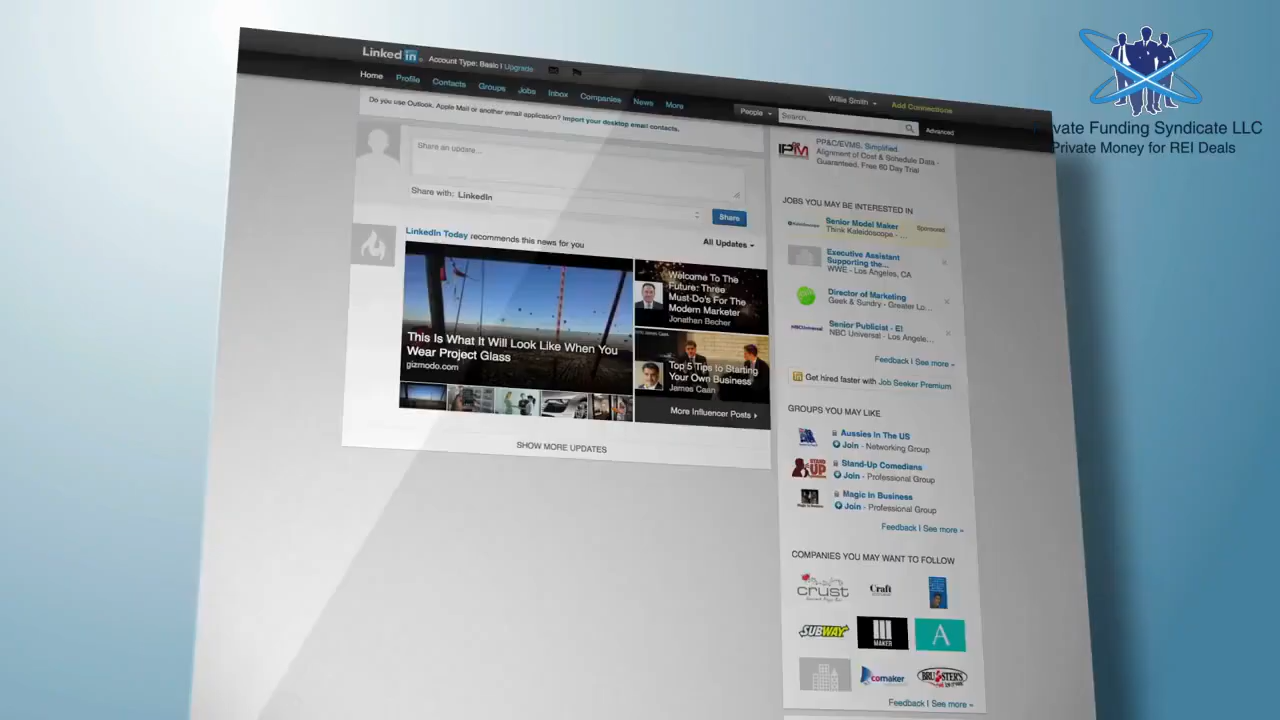 Linked in
Account Type: Basic | Upgrade
Home Profile Contacts Groups Jobs Inbox Companies News More
Willie Smith
Add Connections
People
Search...
Advanced
Private Funding Syndicate LLC
Private Money for REI Deals
Do you use Outlook, Apple Mail or another email application? Import your desktop email contacts.
Share an update...
Share with: LinkedIn
Share
LinkedIn Today recommends this news for you
All Updates
This Is What It Will Look Like When You
Wear Project Glass
gizmodo.com
Welcome To The
Future: Three
Must-Do's For The
Modern Marketer
Jonathan Becher
Top 5 Tips to Starting
Your Own Business
James Caan
More Influencer Posts
SHOW MORE UPDATES
PP&C/EVMS, Simplified
Alignment of Cost & Schedule Data -
Guaranteed. Free 60 Day Trial
JOBS YOU MAY BE INTERESTED IN
Senior Model Maker
Think Kaleidoscope - ...
Sponsored
Executive Assistant
Supporting the...
WWE - Los Angeles, CA
Director of Marketing
Geek & Sundry - Greater Lo...
NBCUniversal
Senior Publicist - E!
NBC Universal - Los Angele...
Feedback | See more »
in Get hired faster with Job Seeker Premium
GROUPS YOU MAY LIKE
Aussies In The US
Join - Networking Group
STAND UP
Stand-Up Comedians
Join - Professional Group
Magic In Business
Join - Professional Group
Feedback | See more »
COMPANIES YOU MAY WANT TO FOLLOW
crust
Craft
SUBWAY
MAKER
A
comaker
BRUSTER'S
Feedback | See more »